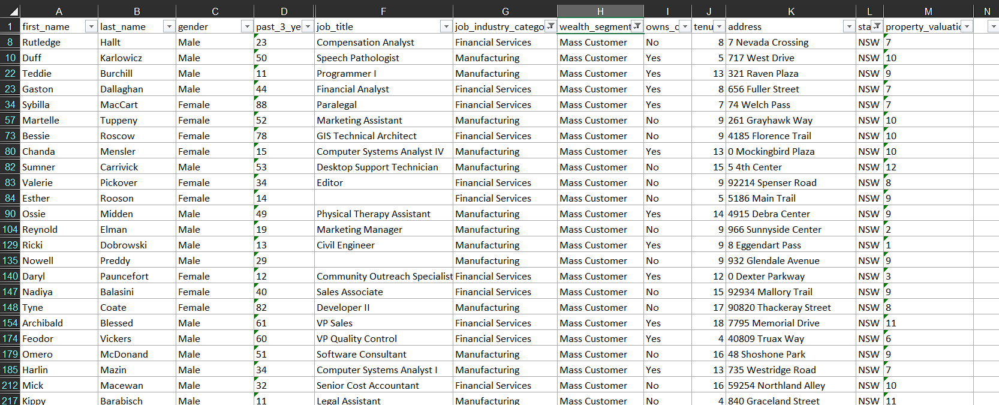 A B C D F G H I J K L M N
1 first_name last_name gender past_3_ye job_title job_industry_catego wealth_segment owns_c tenu address sta property_valuatio
8 Rutledge Hallt Male 23 Compensation Analyst Financial Services Mass Customer No 8 7 Nevada Crossing NSW 7
10 Duff Karlowicz Male 50 Speech Pathologist Manufacturing Mass Customer Yes 5 717 West Drive NSW 10
22 Teddie Burchill Male 11 Programmer I Manufacturing Mass Customer Yes 13 321 Raven Plaza NSW 9
23 Gaston Dallaghan Male 44 Financial Analyst Financial Services Mass Customer Yes 8 656 Fuller Street NSW 7
34 Sybilla MacCart Female 88 Paralegal Financial Services Mass Customer Yes 7 74 Welch Pass NSW 7
57 Martelle Tuppeny Female 52 Marketing Assistant Manufacturing Mass Customer No 9 261 Grayhawk Way NSW 10
73 Bessie Roscow Female 78 GIS Technical Architect Financial Services Mass Customer No 9 4185 Florence Trail NSW 10
80 Chanda Mensler Female 15 Computer Systems Analyst IV Manufacturing Mass Customer Yes 13 0 Mockingbird Plaza NSW 10
82 Sumner Carrivick Male 53 Desktop Support Technician Manufacturing Mass Customer No 15 5 4th Center NSW 12
83 Valerie Pickover Female 34 Editor Financial Services Mass Customer No 9 92214 Spenser Road NSW 8
84 Esther Rooson Female 14 Financial Services Mass Customer No 5 5186 Main Trail NSW 9
90 Ossie Midden Male 49 Physical Therapy Assistant Manufacturing Mass Customer Yes 14 4915 Debra Center NSW 9
104 Reynold Elman Male 19 Marketing Manager Manufacturing Mass Customer No 9 966 Sunnyside Center NSW 2
129 Ricki Dobrowski Male 13 Civil Engineer Manufacturing Mass Customer Yes 9 8 Eggendart Pass NSW 1
135 Nowell Preddy Male 29 Manufacturing Mass Customer No 9 932 Glendale Avenue NSW 9
140 Daryl Pauncefort Female 12 Community Outreach Specialist Financial Services Mass Customer Yes 12 0 Dexter Parkway NSW 3
147 Nadiya Balasini Female 40 Sales Associate Financial Services Mass Customer No 15 92934 Mallory Trail NSW 9
148 Tyne Coate Female 82 Developer II Manufacturing Mass Customer No 17 90820 Thackeray Street NSW 8
154 Archibald Blessed Male 61 VP Sales Financial Services Mass Customer Yes 18 7795 Memorial Drive NSW 11
174 Feodor Vickers Male 60 VP Quality Control Financial Services Mass Customer Yes 4 40809 Truax Way NSW 6
179 Omero McDonand Male 51 Software Consultant Manufacturing Mass Customer No 16 48 Shoshone Park NSW 9
185 Harlin Mazin Male 34 Computer Systems Analyst I Manufacturing Mass Customer Yes 13 735 Westridge Road NSW 7
212 Mick Macewan Male 32 Senior Cost Accountant Financial Services Mass Customer No 16 59254 Northland Alley NSW 10
217 Kippy Barabisch Male 11 Legal Assistant Manufacturing Mass Customer No 4 840 Graceland Street NSW 11